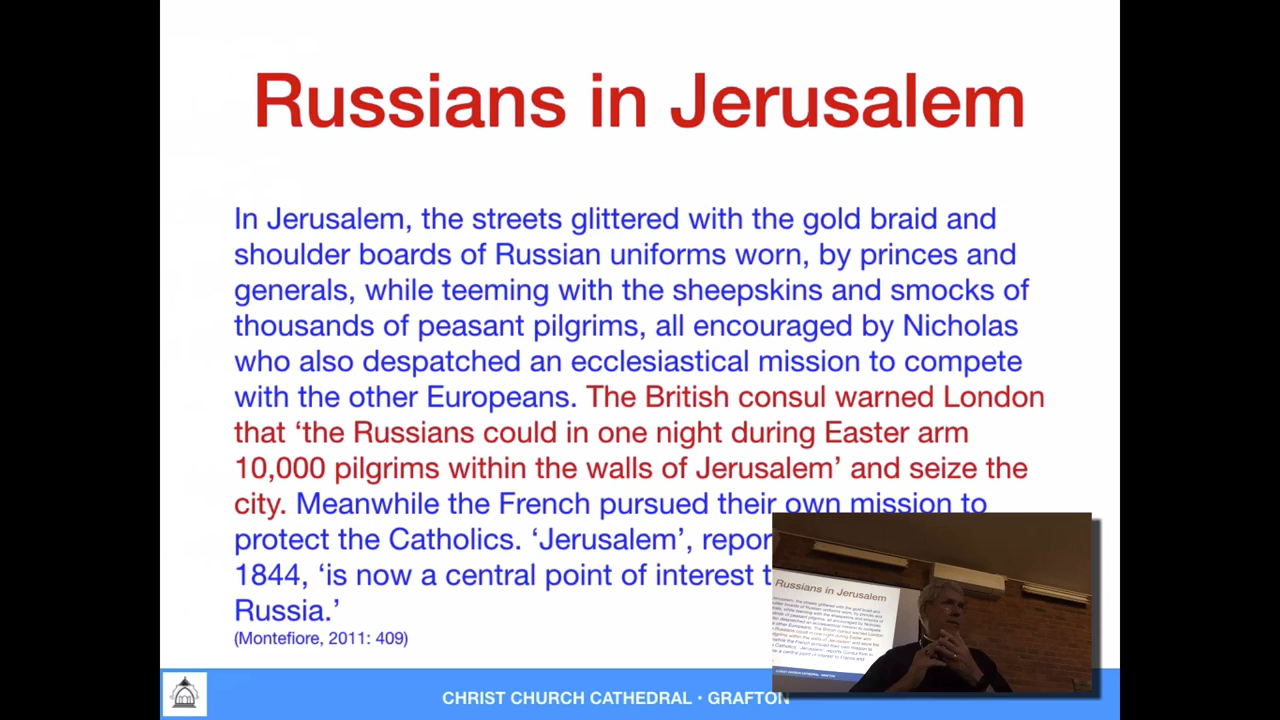 Russians in Jerusalem
In Jerusalem, the streets glittered with the gold braid and
shoulder boards of Russian uniforms worn, by princes and
generals, while teeming with the sheepskins and smocks of
thousands of peasant pilgrims, all encouraged by Nicholas
who also despatched an ecclesiastical mission to compete
with the other Europeans. The British consul warned London
that ‘the Russians could in one night during Easter arm
10,000 pilgrims within the walls of Jerusalem’ and seize the
city. Meanwhile the French pursued their own mission to
protect the Catholics. ‘Jerusalem’, repor
1844, ‘is now a central point of interest t
Russia.’
(Montefiore, 2011: 409)
CHRIST CHURCH CATHEDRAL · GRAFTON
Russians in Jerusalem